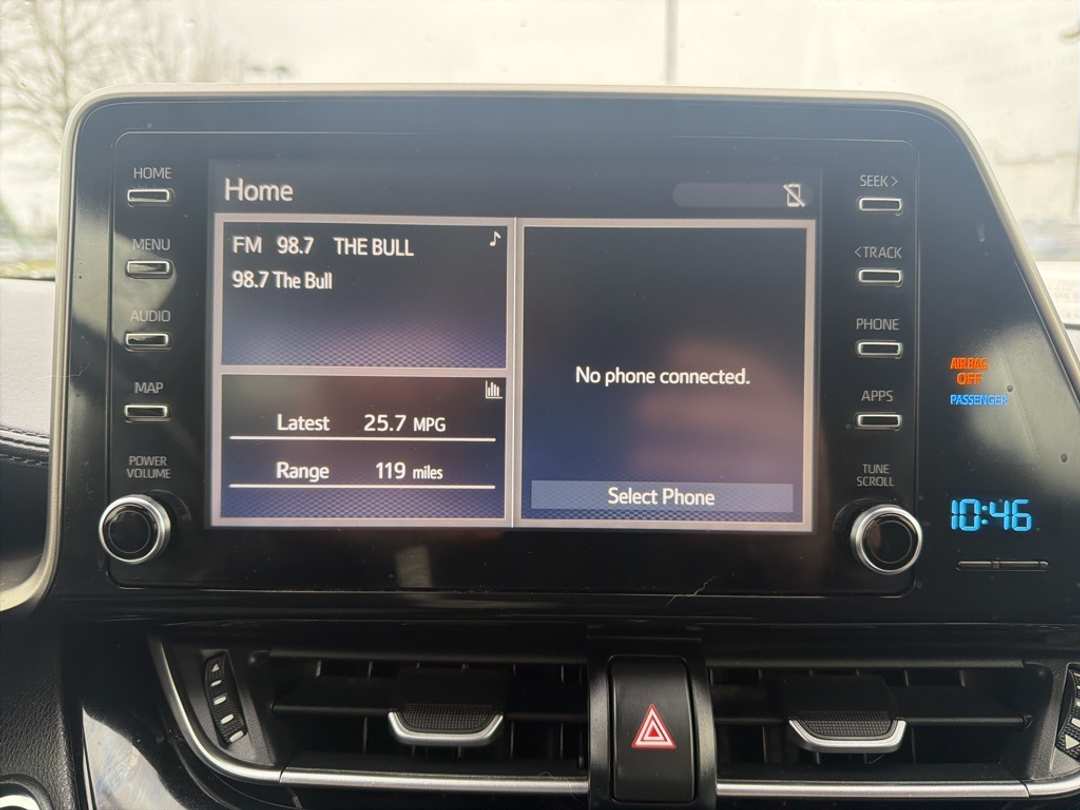 HOME
MENU
AUDIO
MAP
POWER
VOLUME
Home
FM 98.7 THE BULL
98.7 The Bull
Latest 25.7 MPG
Range 119 miles
No phone connected.
Select Phone
SEEK >
< TRACK
PHONE
APPS
TUNE
SCROLL
AIRBAG
OFF
PASSENGER
10:46